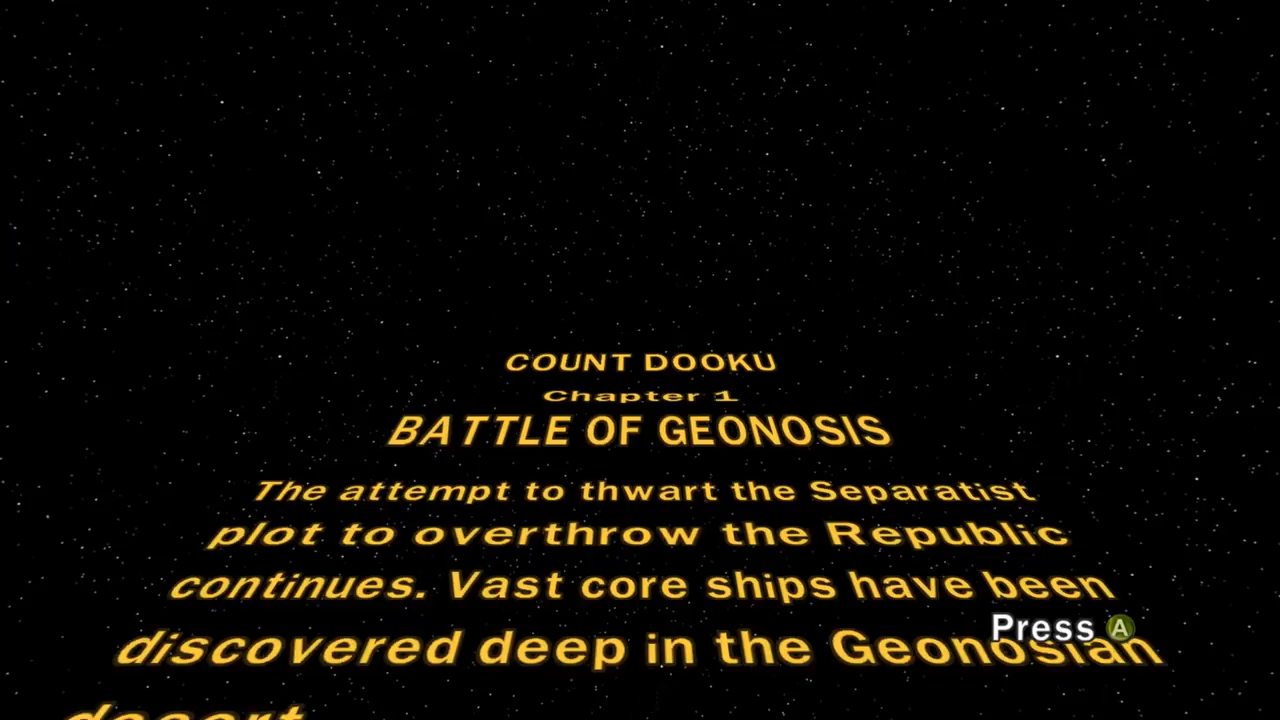 COUNT DOOKU
Chapter 1
BATTLE OF GEONOSIS
The attempt to thwart the Separatist
plot to overthrow the Republic
continues. Vast core ships have been
discovered deep in the Geonosian
desert
Press A